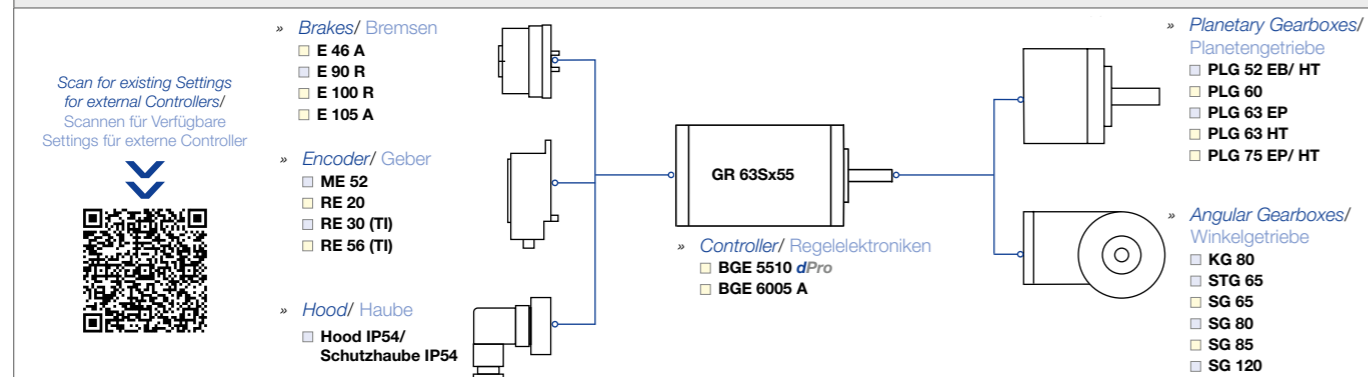 Scan for existing Settings
for external Controllers/
Scannen für Verfügbare
Settings für externe Controller
» Brakes/ Bremsen
E 46 A
E 90 R
E 100 R
E 105 A
» Encoder/ Geber
ME 52
RE 20
RE 30 (TI)
RE 56 (TI)
» Hood/ Haube
Hood IP54/
Schutzhaube IP54
GR 63Sx55
» Controller/ Regelelektroniken
BGE 5510 dPro
BGE 6005 A
» Planetary Gearboxes/
Planetengetriebe
PLG 52 EB/ HT
PLG 60
PLG 63 EP
PLG 63 HT
PLG 75 EP/ HT
» Angular Gearboxes/
Winkelgetriebe
KG 80
STG 65
SG 65
SG 80
SG 85
SG 120